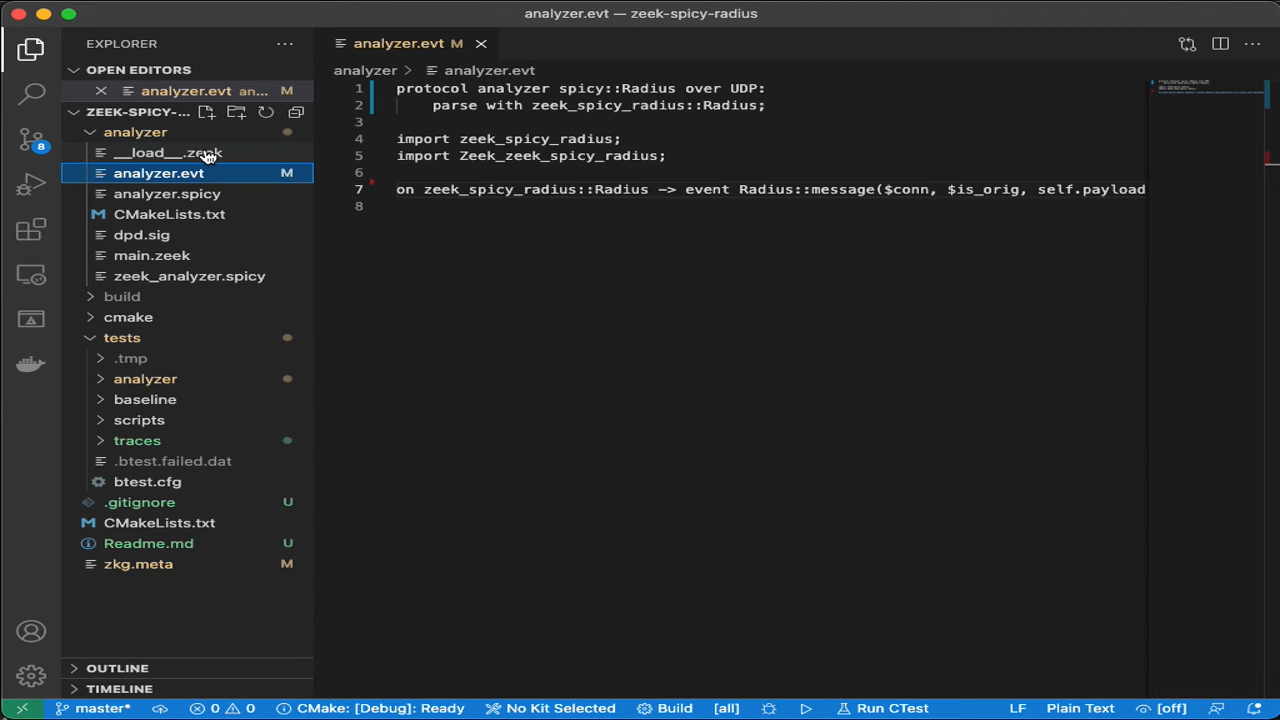 analyzer.evt — zeek-spicy-radius
EXPLORER
OPEN EDITORS
analyzer.evt an... M
ZEEK-SPICY-...
analyzer
__load__.zeek
analyzer.evt M
analyzer.spicy
CMakeLists.txt
dpd.sig
main.zeek
zeek_analyzer.spicy
build
cmake
tests
.tmp
analyzer
baseline
scripts
traces
.btest.failed.dat
btest.cfg
.gitignore U
CMakeLists.txt
Readme.md U
zkg.meta M
OUTLINE
TIMELINE
8
analyzer.evt M
analyzer > analyzer.evt
1 protocol analyzer spicy::Radius over UDP:
2 parse with zeek_spicy_radius::Radius;
3
4 import zeek_spicy_radius;
5 import Zeek_zeek_spicy_radius;
6
7 on zeek_spicy_radius::Radius -> event Radius::message($conn, $is_orig, self.payload
8
master* 0 0 CMake: [Debug]: Ready No Kit Selected Build [all] Run CTest LF Plain Text [off]